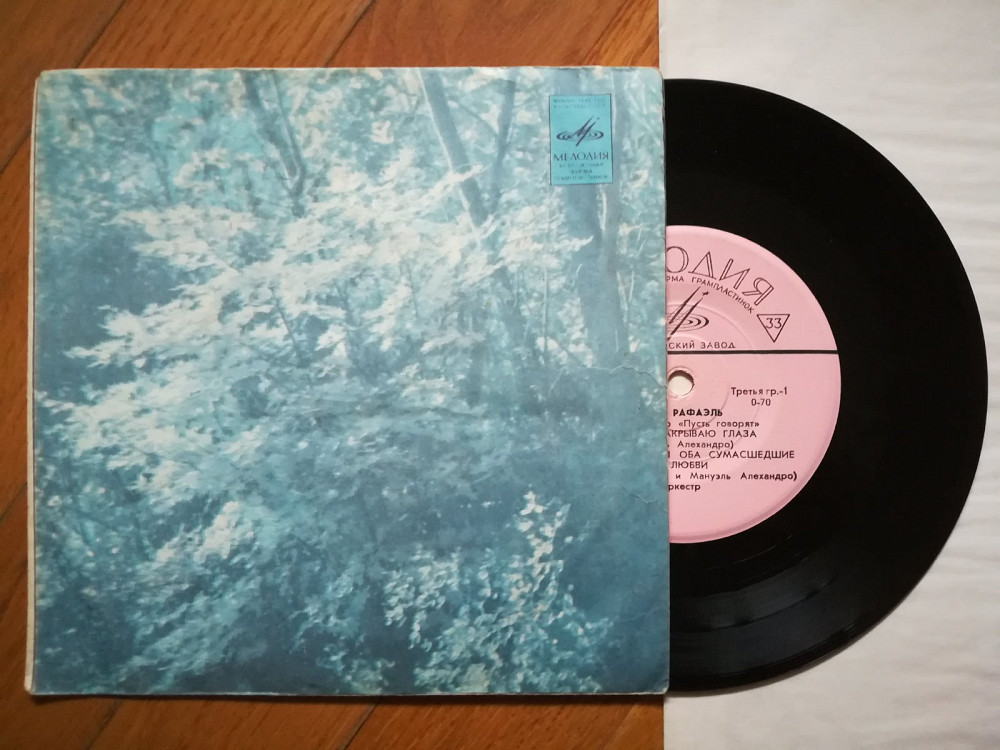 МЕЛОДИЯ
ФИРМА
ОДИЯ
РМА ГРАМПЛАСТИНОК
33
СКИЙ ЗАВОД
Третья гр.-1
0-70
РАФАЭЛЬ
«Пусть говорят»
АКРЫВАЮ ГЛАЗА
Алехандро)
ОБА СУМАСШЕДШИЕ
ЛЮБВИ
и Мануэль Алехандро)
ркестр